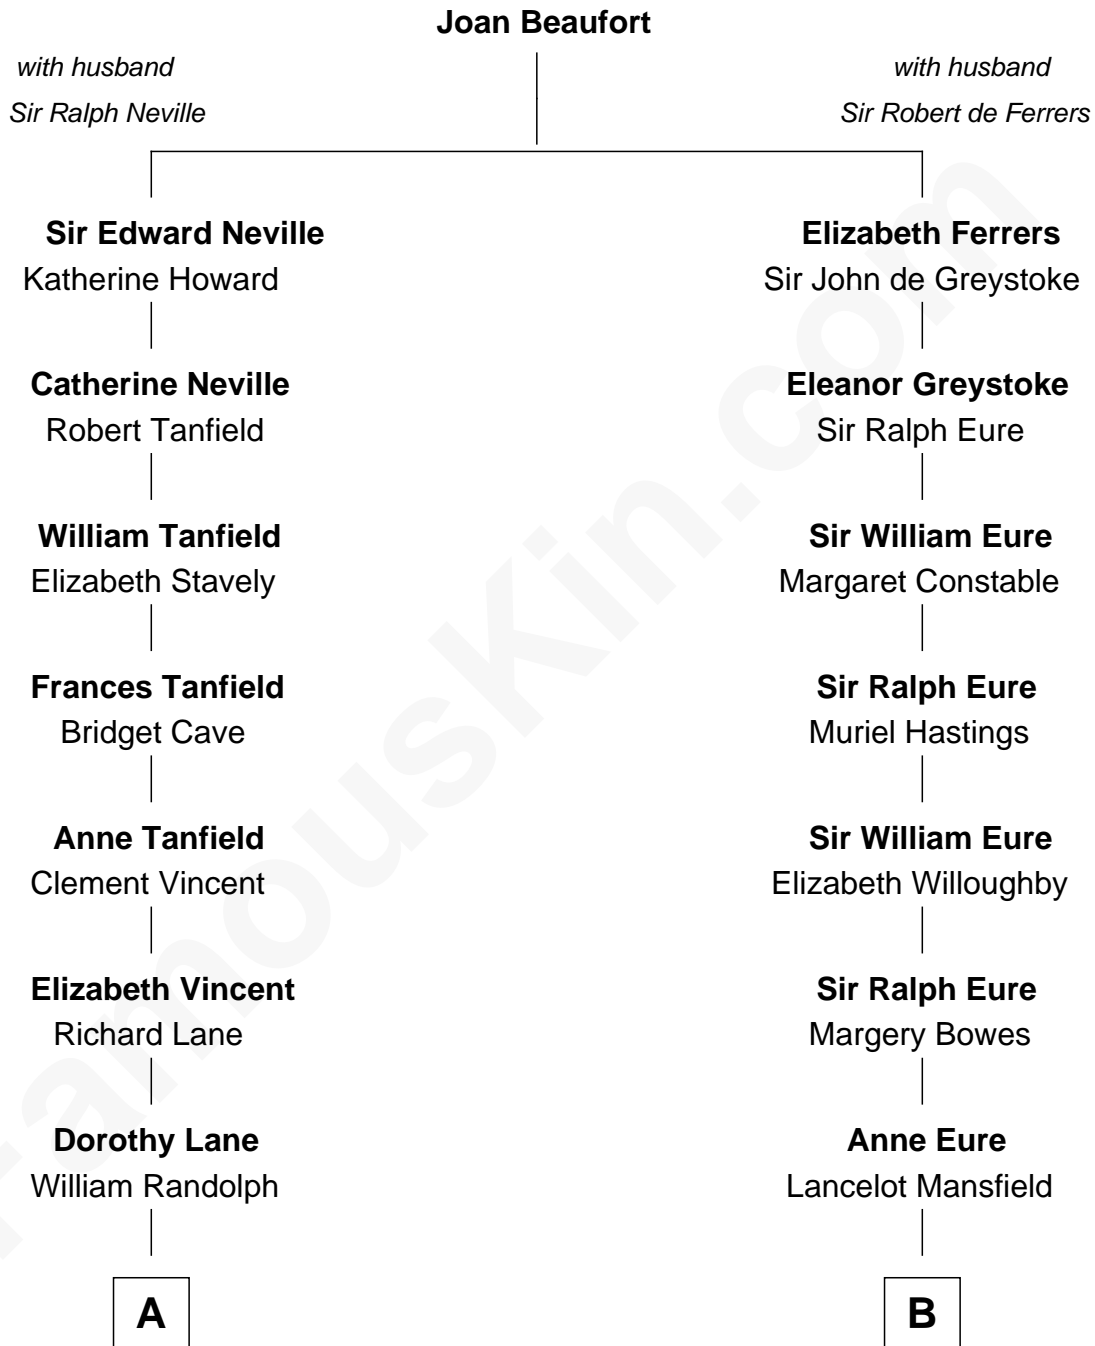 Joan Beaufort
with husband
Sir Ralph Neville
with husband
Sir Robert de Ferrers
Sir Edward Neville
Katherine Howard
Elizabeth Ferrers
Sir John de Greystoke
Catherine Neville
Robert Tanfield
Eleanor Greystoke
Sir Ralph Eure
William Tanfield
Elizabeth Stavely
Sir William Eure
Margaret Constable
Frances Tanfield
Bridget Cave
Sir Ralph Eure
Muriel Hastings
Anne Tanfield
Clement Vincent
Sir William Eure
Elizabeth Willoughby
Elizabeth Vincent
Richard Lane
Sir Ralph Eure
Margery Bowes
Dorothy Lane
William Randolph
Anne Eure
Lancelot Mansfield
A
B
FamousKin.com